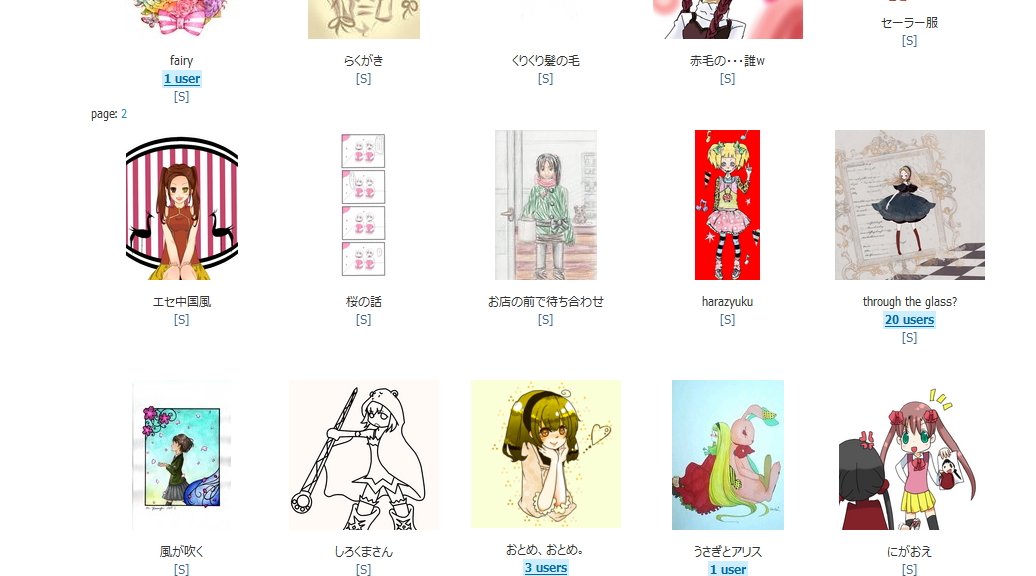 セーラー服
[S]
fairy
らくがき
くりくり髪の毛
赤毛の・・・誰w
1 user
[S]
[S]
[S]
[S]
page: 2
エセ中国風
桜の話
お店の前で待ち合わせ
harazyuku
through the glass?
[S]
[S]
[S]
[S]
20 users
[S]
風が吹く
しろくまさん
おとめ、おとめ。
うさぎとアリス
にがおえ
[S]
[S]
3 users
1 user
[S]